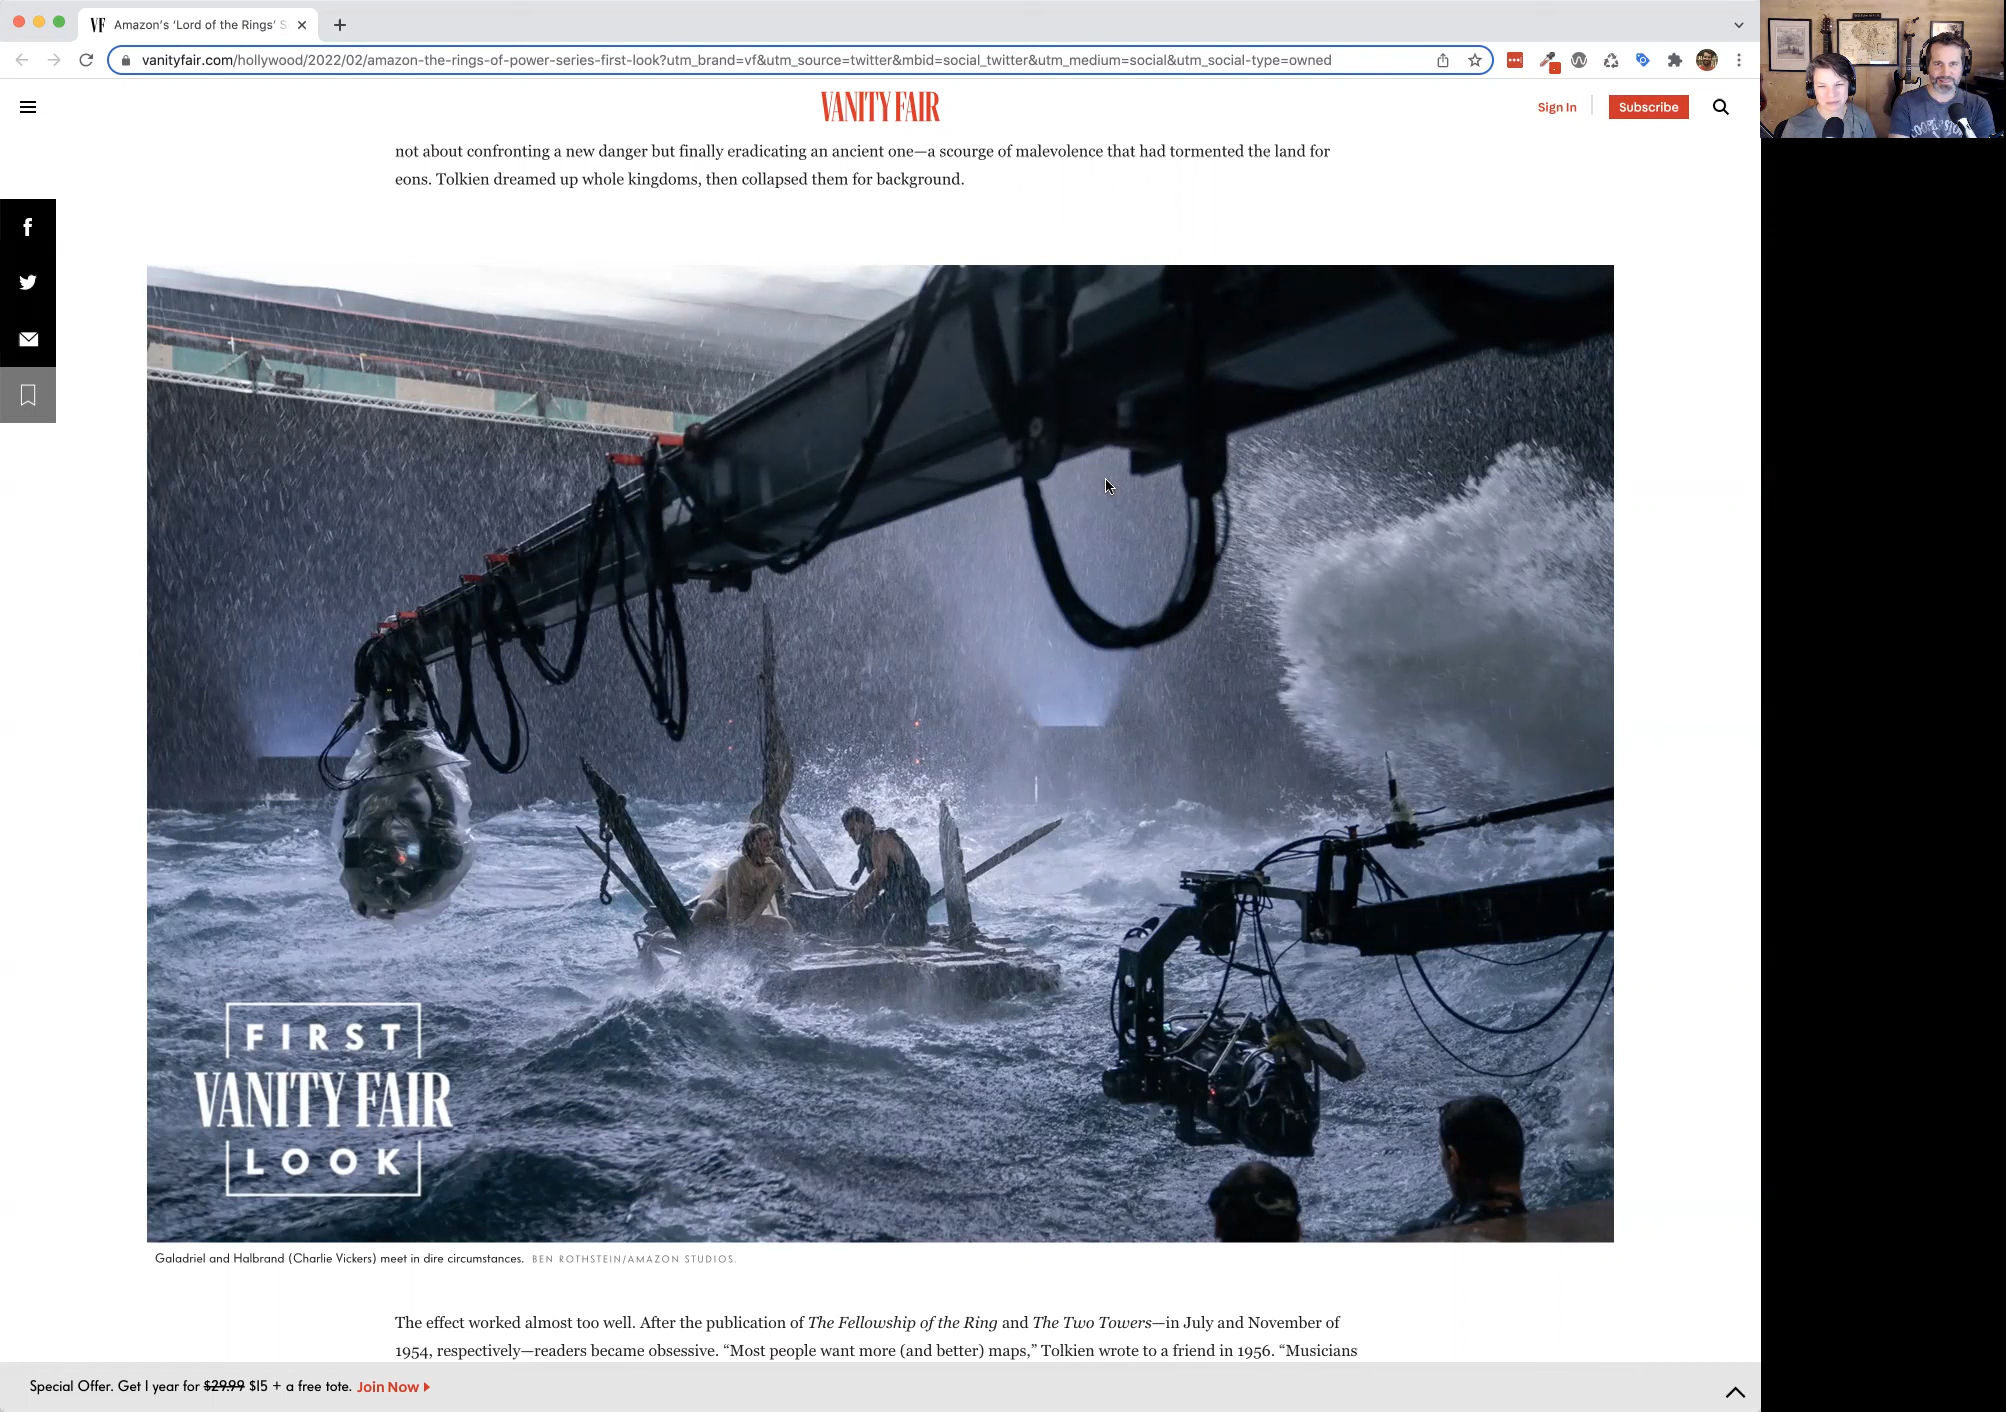 VF Amazon's 'Lord of the Rings' S
vanityfair.com/hollywood/2022/02/amazon-the-rings-of-power-series-first-look?utm_brand=vf&utm_source=twitter&mbid=social_twitter&utm_medium=social&utm_social-type=owned
VANITY FAIR
Sign In
Subscribe
not about confronting a new danger but finally eradicating an ancient one—a scourge of malevolence that had tormented the land for
eons. Tolkien dreamed up whole kingdoms, then collapsed them for background.
FIRST
VANITY FAIR
LOOK
Galadriel and Halbrand (Charlie Vickers) meet in dire circumstances. BEN ROTHSTEIN/AMAZON STUDIOS.
The effect worked almost too well. After the publication of The Fellowship of the Ring and The Two Towers—in July and November of
1954, respectively—readers became obsessive. “Most people want more (and better) maps,” Tolkien wrote to a friend in 1956. “Musicians
Special Offer. Get 1 year for $29.99 $15 + a free tote. Join Now